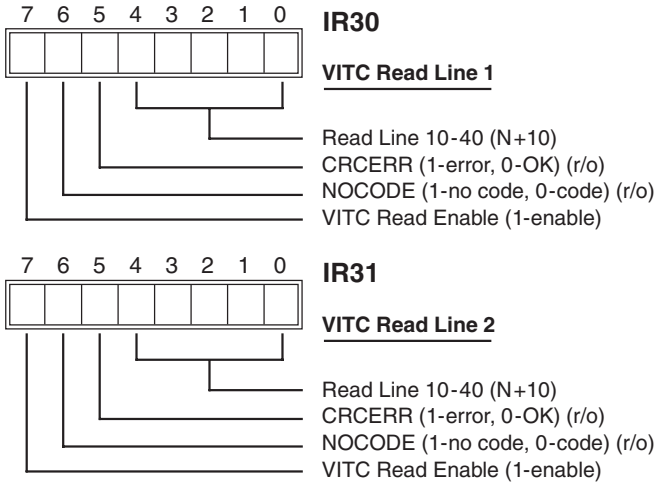 7 6 5 4 3 2 1 0 IR30
VITC Read Line 1
Read Line 10-40 (N+10)
CRCERR (1-error, 0-OK) (r/o)
NOCODE (1-no code, 0-code) (r/o)
VITC Read Enable (1-enable)
7 6 5 4 3 2 1 0 IR31
VITC Read Line 2
Read Line 10-40 (N+10)
CRCERR (1-error, 0-OK) (r/o)
NOCODE (1-no code, 0-code) (r/o)
VITC Read Enable (1-enable)